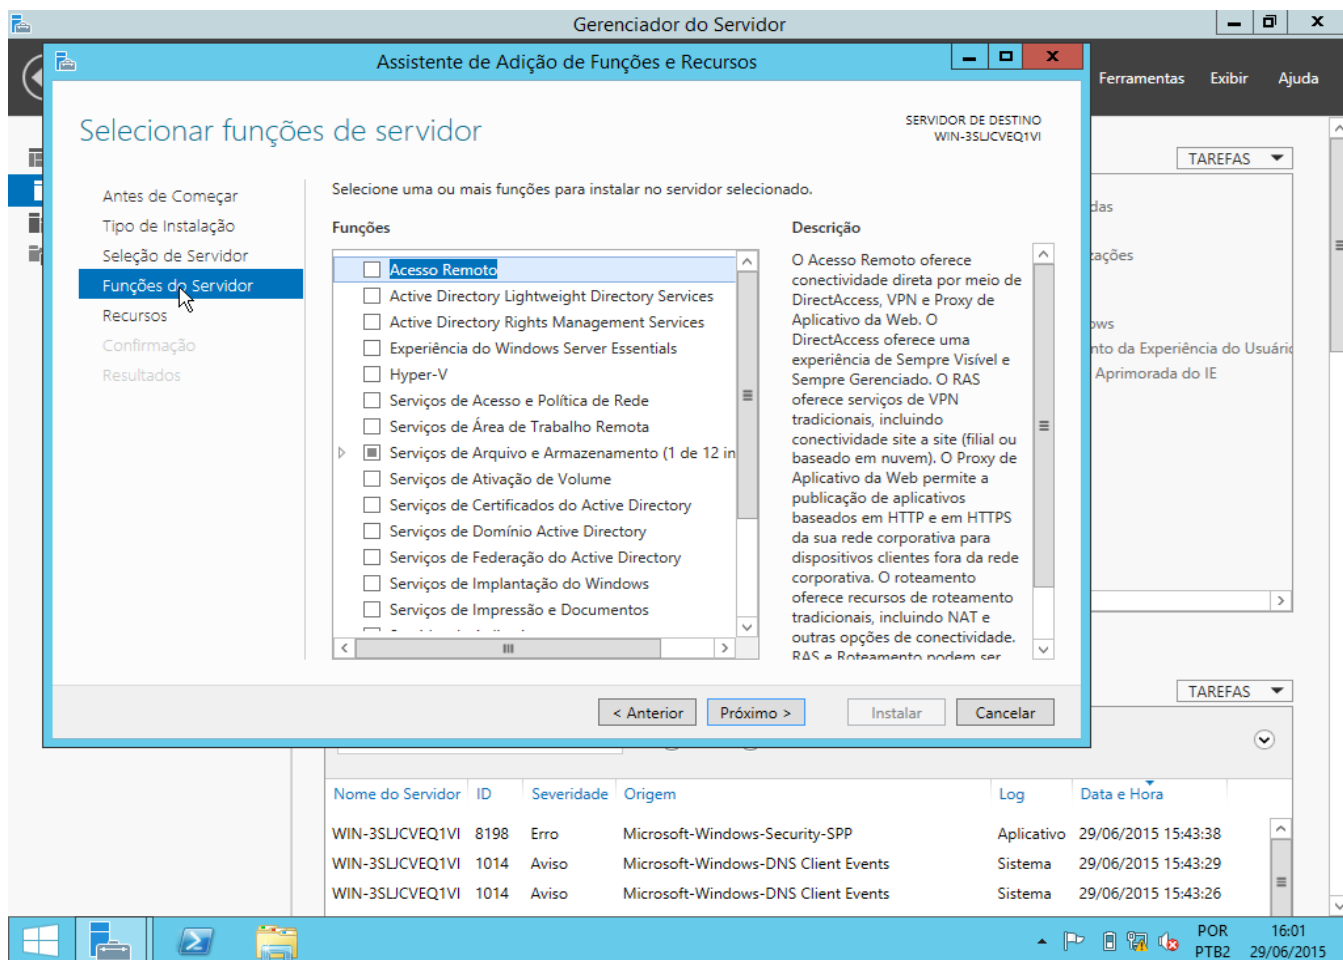 Gerenciador do Servidor
Assistente de Adição de Funções e Recursos
Ferramentas
Exibir
Ajuda
Selecionar funções de servidor
SERVIDOR DE DESTINO
WIN-3SLJCVEQ1VI
TAREFAS
Antes de Começar
Tipo de Instalação
Seleção de Servidor
Funções do Servidor
Recursos
Confirmação
Resultados
Selecione uma ou mais funções para instalar no servidor selecionado.
Funções
Acesso Remoto
Active Directory Lightweight Directory Services
Active Directory Rights Management Services
Experiência do Windows Server Essentials
Hyper-V
Serviços de Acesso e Política de Rede
Serviços de Área de Trabalho Remota
Serviços de Arquivo e Armazenamento (1 de 12 in
Serviços de Ativação de Volume
Serviços de Certificados do Active Directory
Serviços de Domínio Active Directory
Serviços de Federação do Active Directory
Serviços de Implantação do Windows
Serviços de Impressão e Documentos
Descrição
O Acesso Remoto oferece
conectividade direta por meio de
DirectAccess, VPN e Proxy de
Aplicativo da Web. O
DirectAccess oferece uma
experiência de Sempre Visível e
Sempre Gerenciado. O RAS
oferece serviços de VPN
tradicionais, incluindo
conectividade site a site (filial ou
baseado em nuvem). O Proxy de
Aplicativo da Web permite a
publicação de aplicativos
baseados em HTTP e em HTTPS
da sua rede corporativa para
dispositivos clientes fora da rede
corporativa. O roteamento
oferece recursos de roteamento
tradicionais, incluindo NAT e
outras opções de conectividade.
RAS e Roteamento podem ser
das
zações
ows
nto da Experiência do Usuáric
Aprimorada do IE
< Anterior
Próximo >
Instalar
Cancelar
TAREFAS
Nome do Servidor ID Severidade Origem Log Data e Hora
WIN-3SLJCVEQ1VI 8198 Erro Microsoft-Windows-Security-SPP Aplicativo 29/06/2015 15:43:38
WIN-3SLJCVEQ1VI 1014 Aviso Microsoft-Windows-DNS Client Events Sistema 29/06/2015 15:43:29
WIN-3SLJCVEQ1VI 1014 Aviso Microsoft-Windows-DNS Client Events Sistema 29/06/2015 15:43:26
POR 16:01
PTB2 29/06/2015